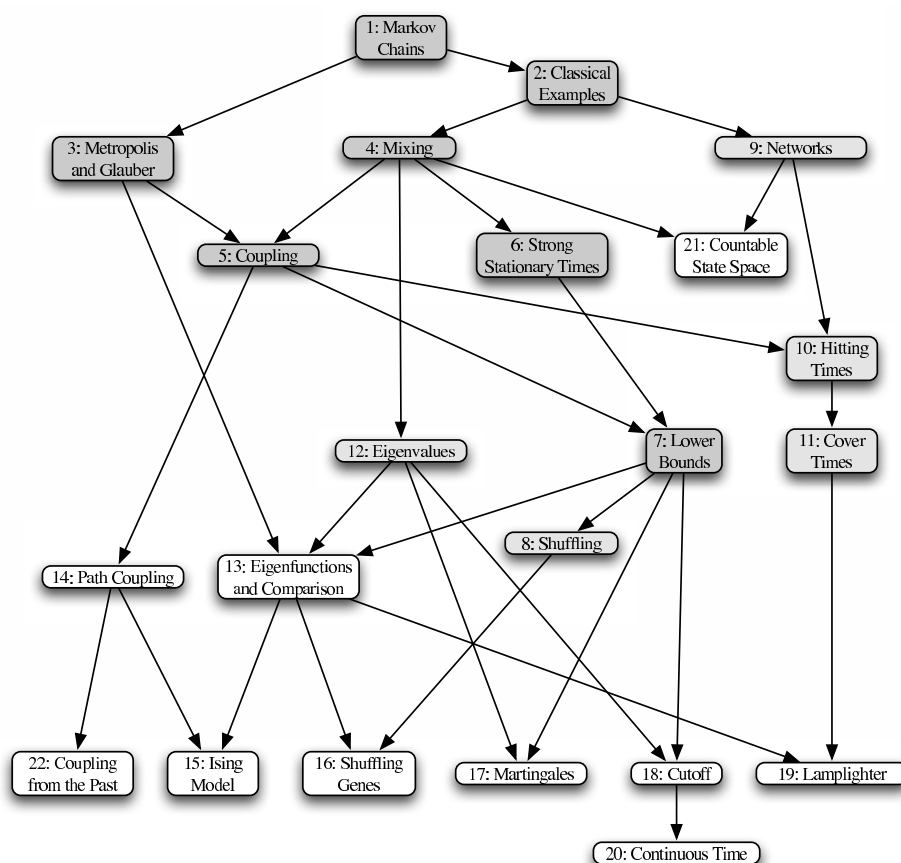 1: Markov
Chains
2: Classical
Examples
3: Metropolis
and Glauber
4: Mixing
9: Networks
5: Coupling
6: Strong
Stationary Times
21: Countable
State Space
10: Hitting
Times
12: Eigenvalues
7: Lower
Bounds
11: Cover
Times
8: Shuffling
14: Path Coupling
13: Eigenfunctions
and Comparison
22: Coupling
from the Past
15: Ising
Model
16: Shuffling
Genes
17: Martingales
18: Cutoff
19: Lamplighter
20: Continuous Time